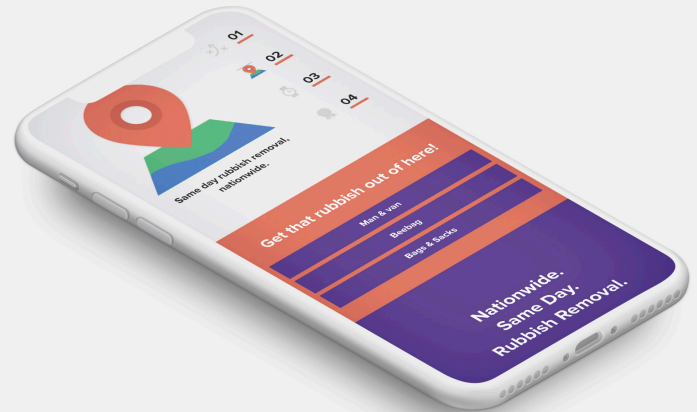 01
02
03
04
Same day rubbish removal,
nationwide.
Get that rubbish out of here!
Man & van
Beebag
Bags & Sacks
Nationwide.
Same Day.
Rubbish Removal.